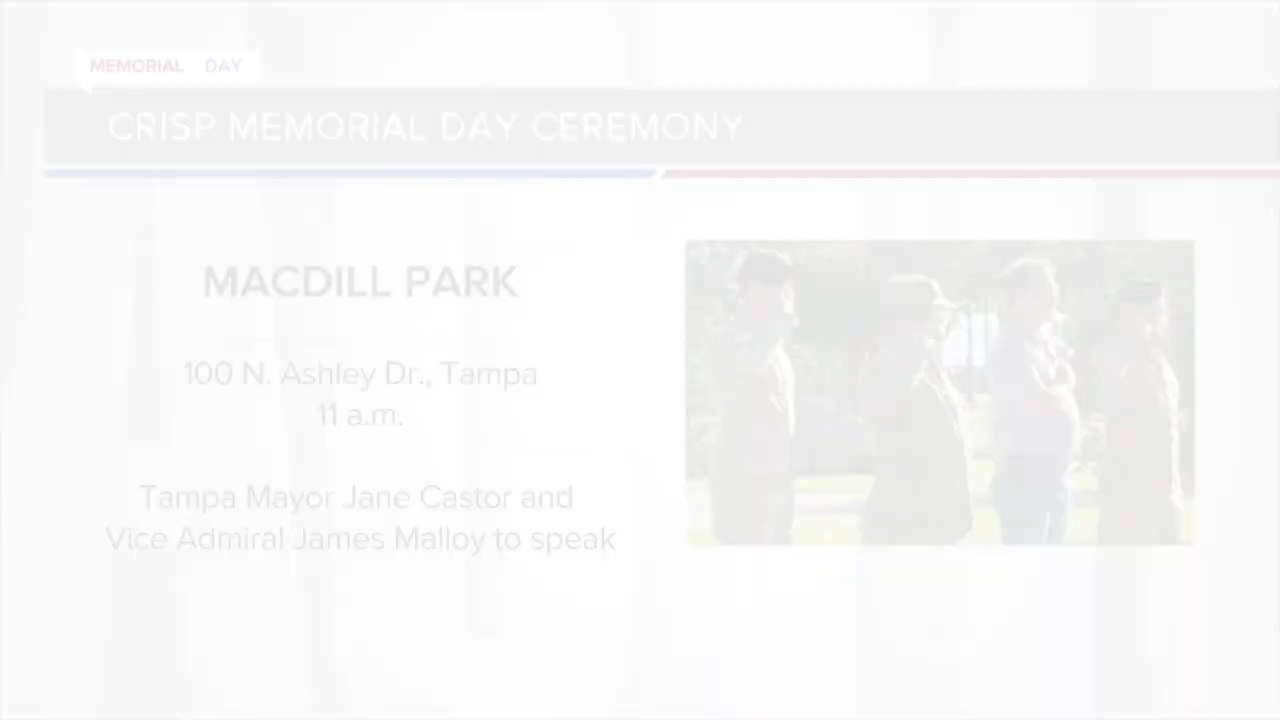 MEMORIAL DAY
CRISP MEMORIAL DAY CEREMONY
MACDILL PARK
100 N. Ashley Dr., Tampa
11 a.m.
Tampa Mayor Jane Castor and
Vice Admiral James Malloy to speak